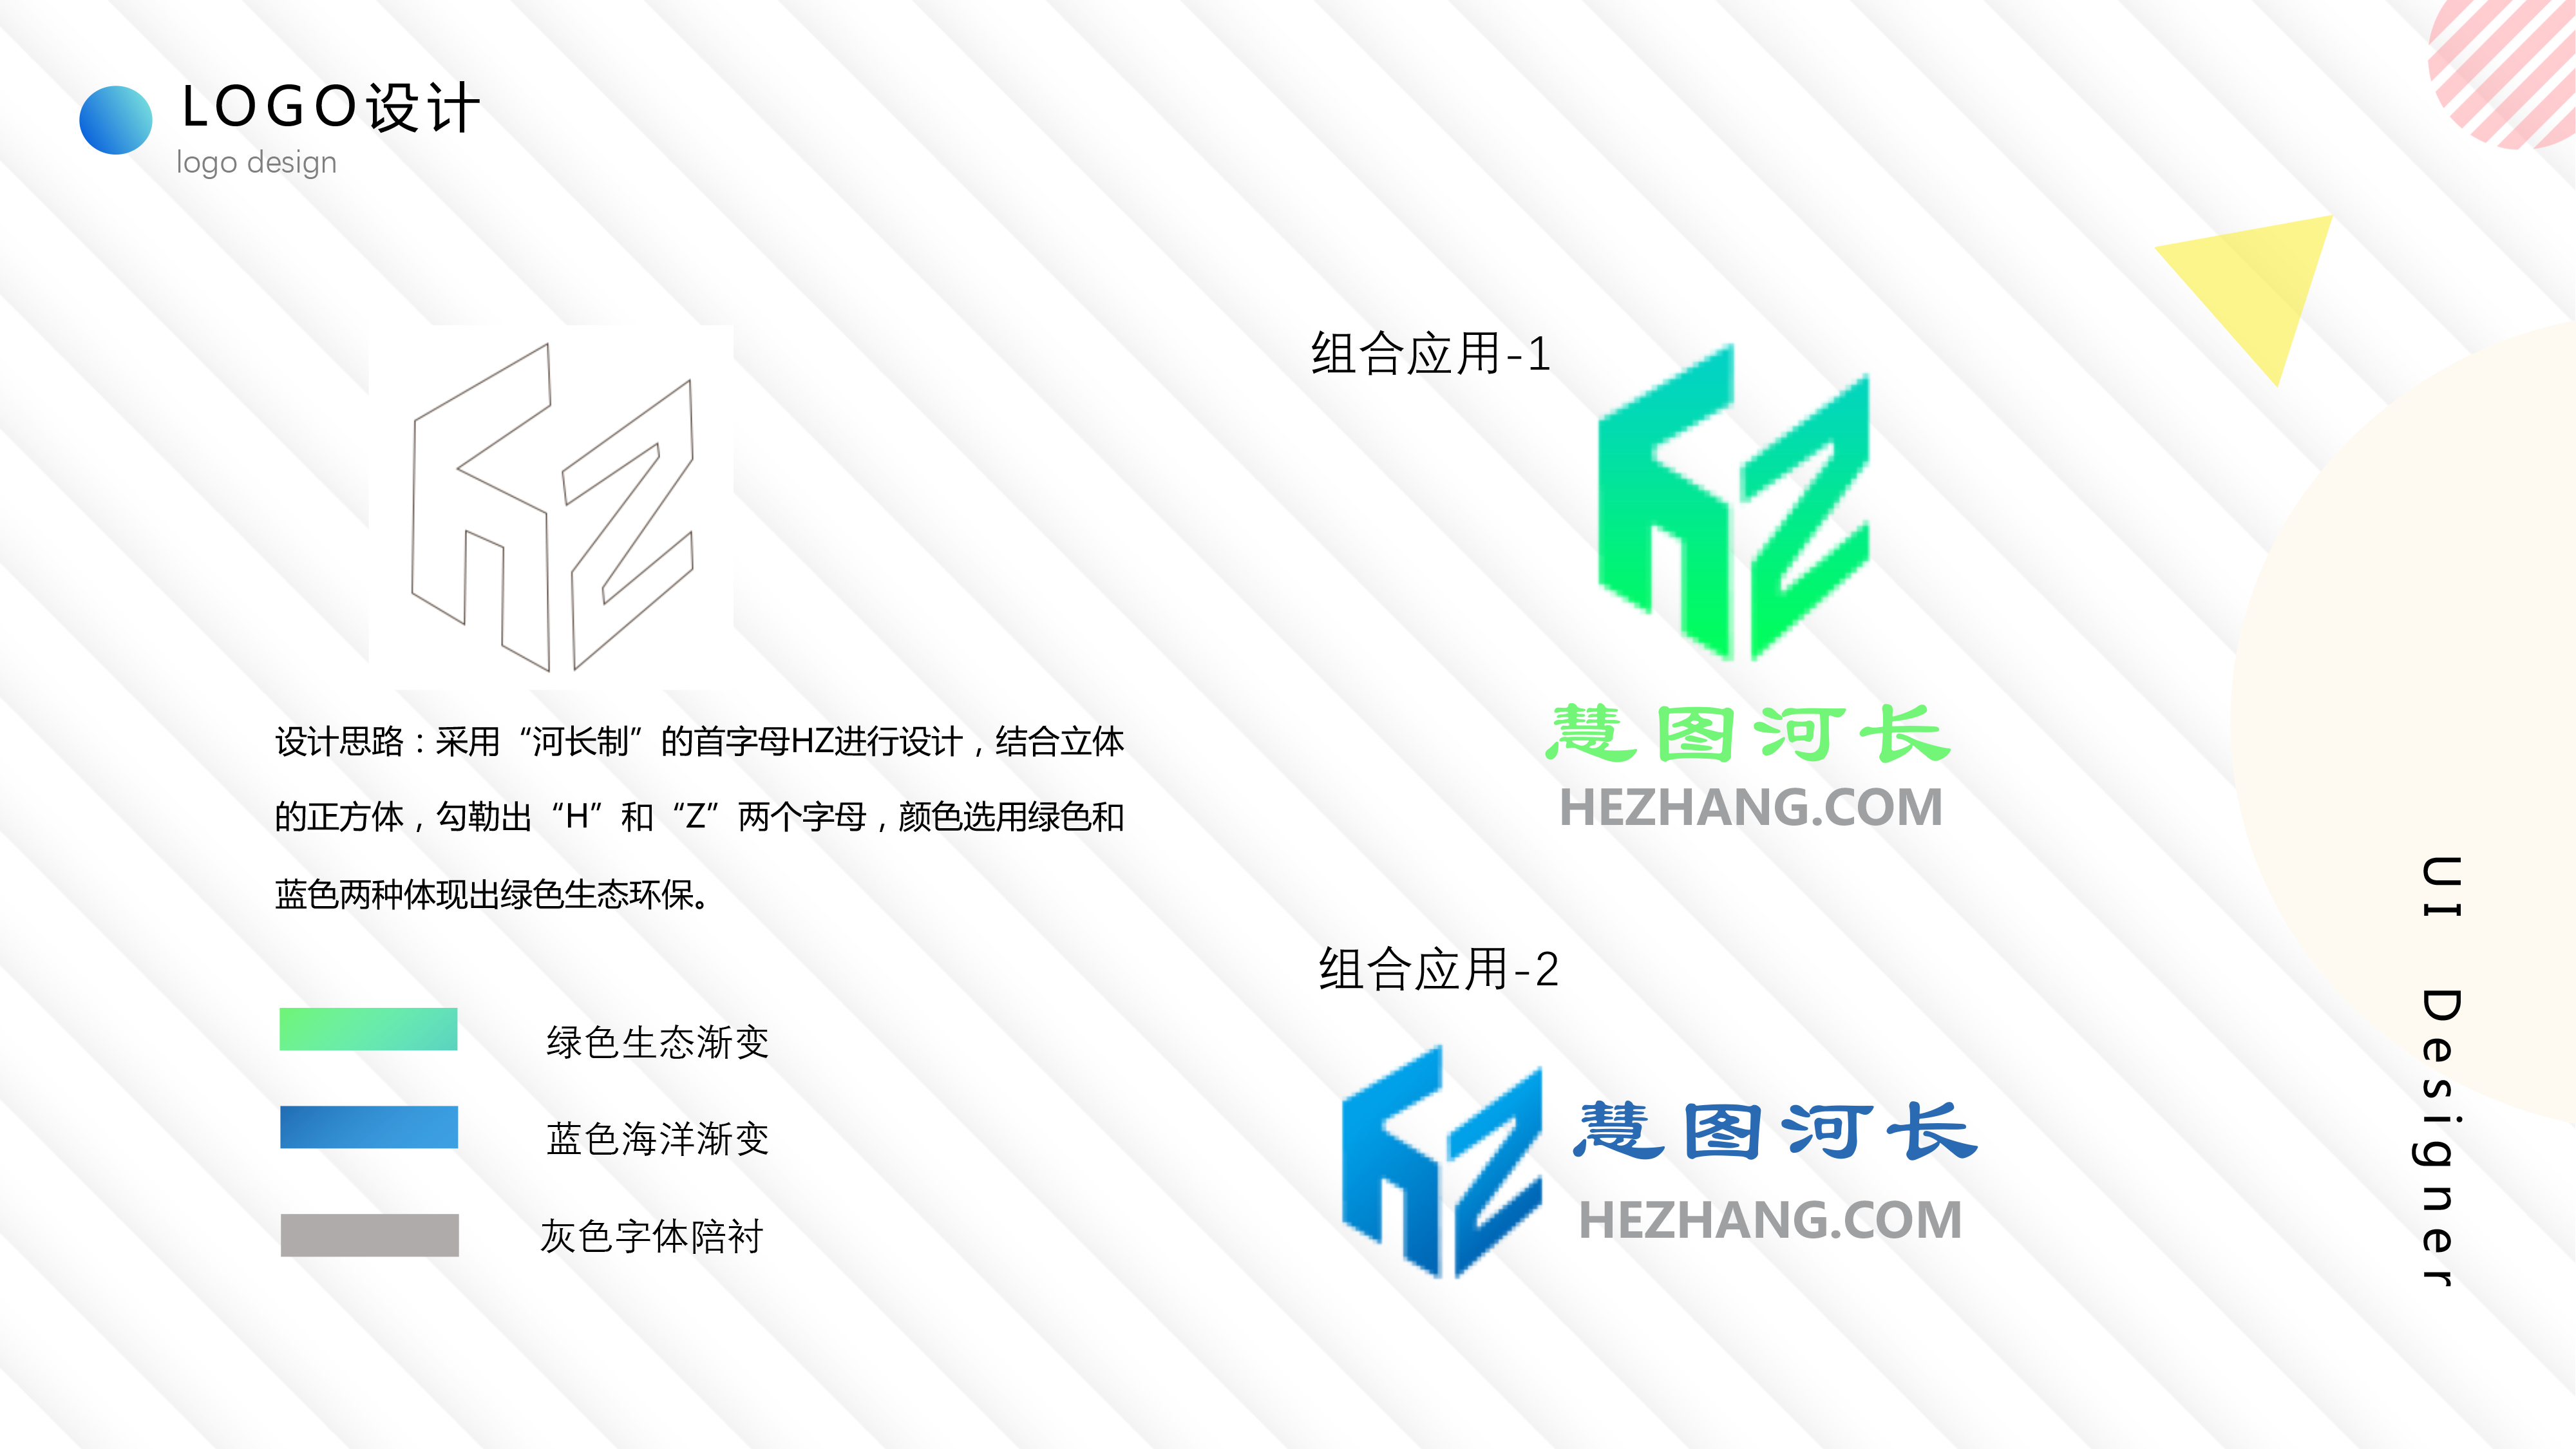 LOGO设计
logo design
设计思路：采用“河长制”的首字母HZ进行设计，结合立体
的正方体，勾勒出“H”和“Z”两个字母，颜色选用绿色和
蓝色两种体现出绿色生态环保。
绿色生态渐变
蓝色海洋渐变
灰色字体陪衬
组合应用-1
HZ
慧图河长
HEZHANG.COM
组合应用-2
HZ
慧图河长
HEZHANG.COM
UI Designer